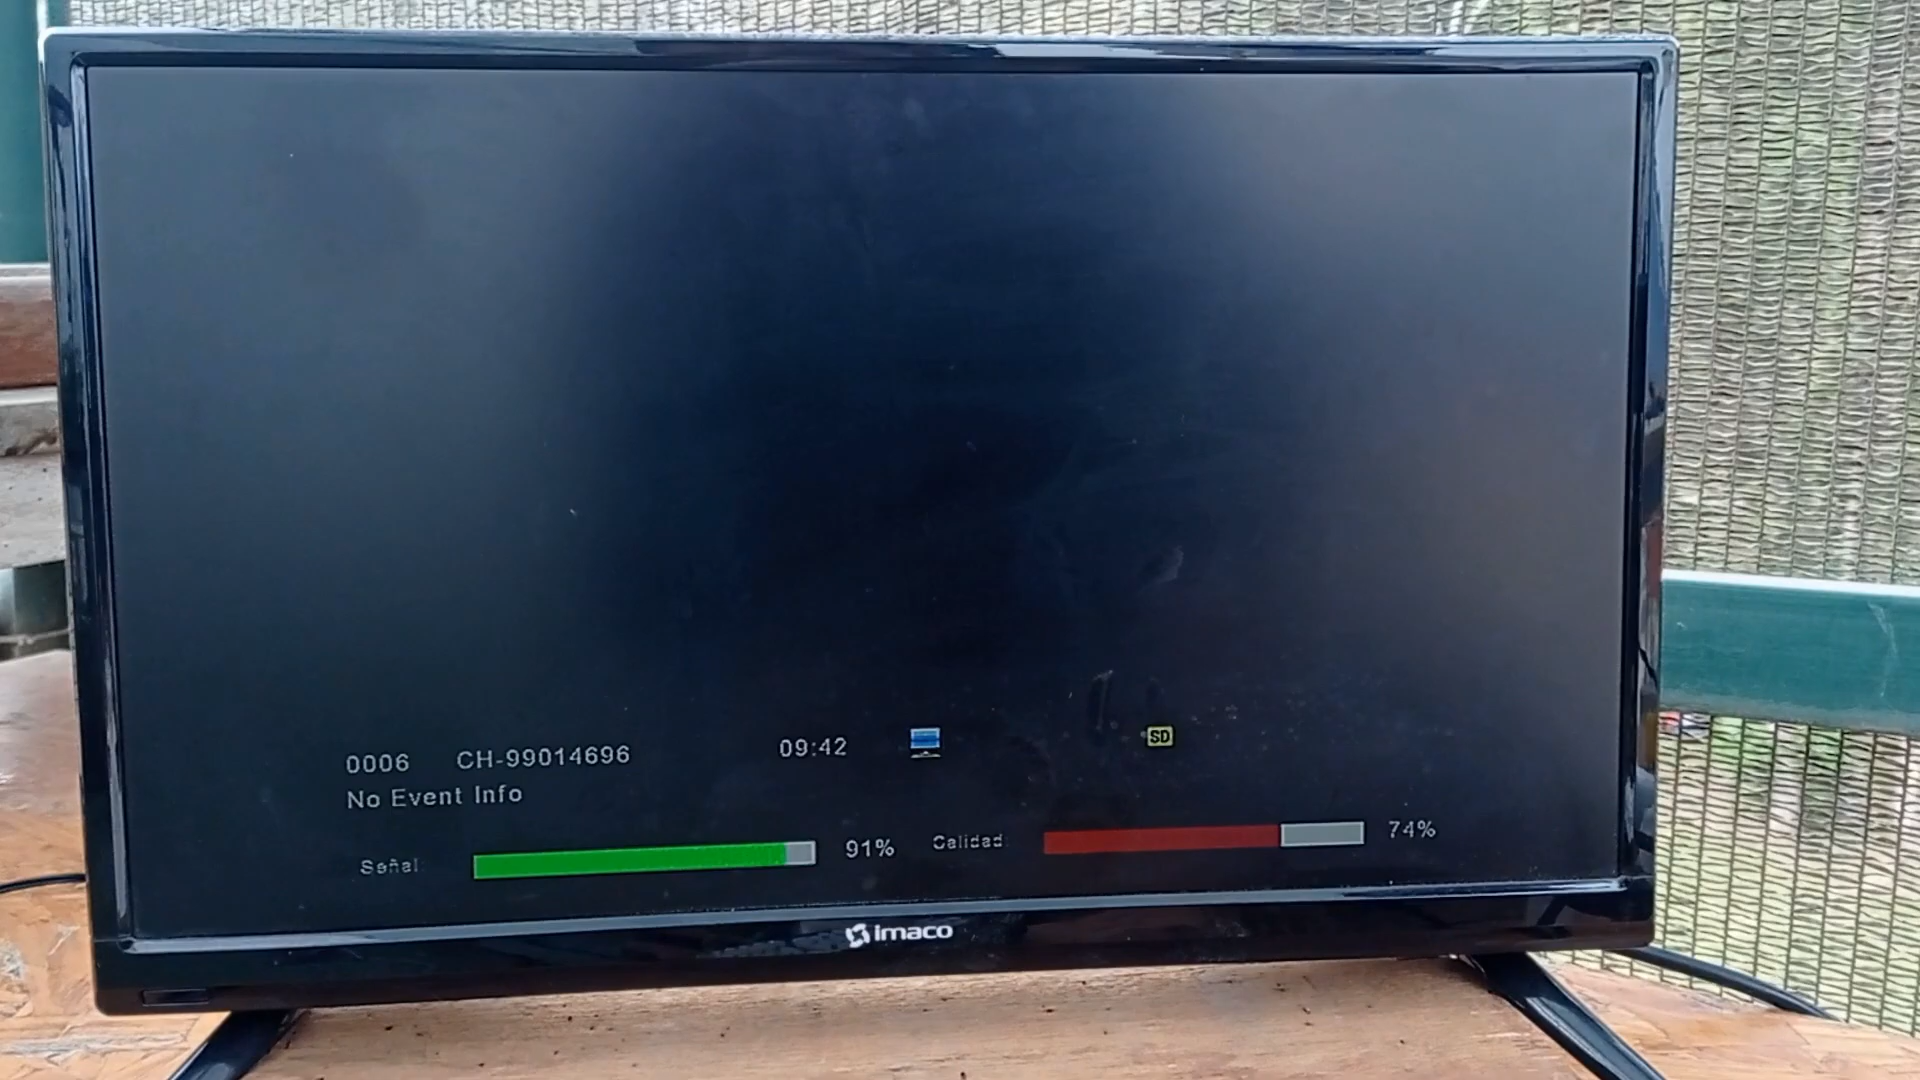 0006 CH-99014696 09:42 SD
No Event Info
Señal 91% Calidad 74%
imaco